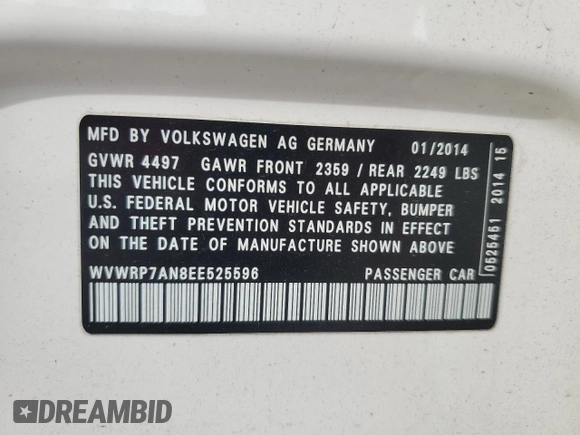 MFD BY VOLKSWAGEN AG GERMANY 01/2014
GVWR 4497 GAWR FRONT 2359 / REAR 2249 LBS
THIS VEHICLE CONFORMS TO ALL APPLICABLE
U.S. FEDERAL MOTOR VEHICLE SAFETY, BUMPER
AND THEFT PREVENTION STANDARDS IN EFFECT
ON THE DATE OF MANUFACTURE SHOWN ABOVE
WVWRP7AN8EE525596 PASSENGER CAR
0525451 2014 15
DREAMBID